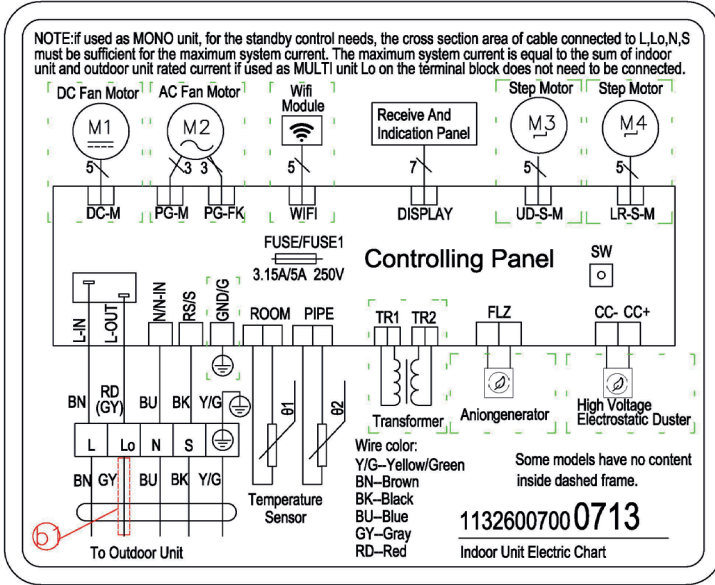 NOTE:if used as MONO unit, for the standby control needs, the cross section area of cable connected to L,Lo,N,S
must be sufficient for the maximum system current. The maximum system current is equal to the sum of indoor
unit and outdoor unit rated current if used as MULTI unit Lo on the terminal block does not need to be connected.
DC Fan Motor
AC Fan Motor
Wifi
Module
Step Motor
Step Motor
M1
M2
Receive And
Indication Panel
M3
M4
5
3
3
5
7
5
5
DC-M
PG-M
PG-FK
WIFI
DISPLAY
UD-S-M
LR-S-M
FUSE/FUSE1
3.15A/5A 250V
Controlling Panel
SW
L-IN
L-OUT
N/N-IN
RS/S
GND/G
ROOM
PIPE
TR1
TR2
FLZ
CC-
CC+
BN
RD
(GY)
BU
BK
Y/G
θ1
θ2
Transformer
Aniongenerator
High Voltage
Electrostatic Duster
L
Lo
N
S
BN
GY
BU
BK
Y/G
Temperature
Sensor
To Outdoor Unit
Wire color:
Y/G--Yellow/Green
BN--Brown
BK--Black
BU--Blue
GY--Gray
RD--Red
Some models have no content
inside dashed frame.
1132600700 0713
Indoor Unit Electric Chart